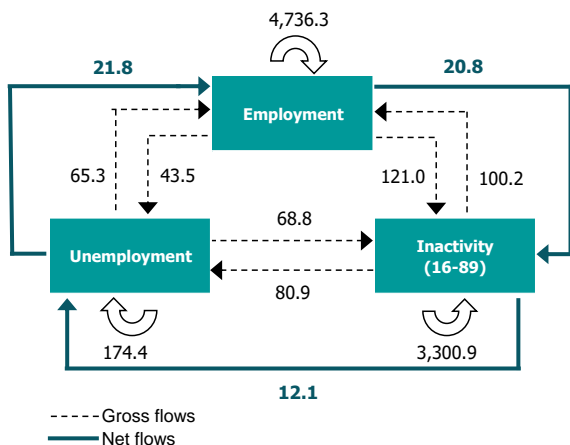 4,736.3
21.8
20.8
Employment
65.3
43.5
121.0
100.2
68.8
Unemployment
Inactivity
(16-89)
80.9
174.4
3,300.9
12.1
Gross flows
Net flows